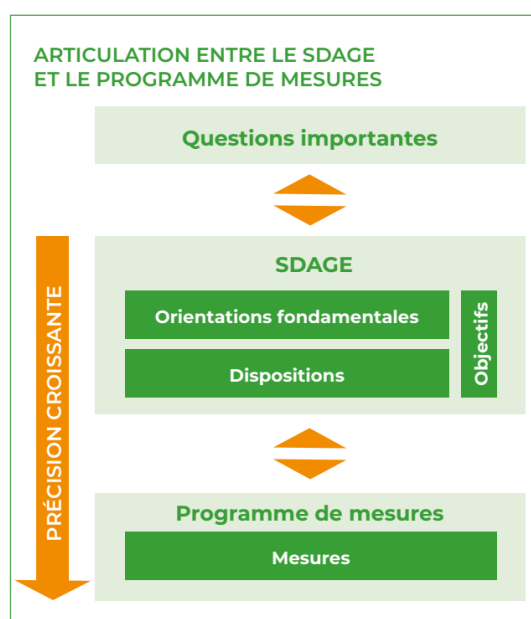 ARTICULATION ENTRE LE SDAGE
ET LE PROGRAMME DE MESURES
Questions importantes
PRÉCISION CROISSANTE
SDAGE
Orientations fondamentales
Dispositions
Objectifs
Programme de mesures
Mesures